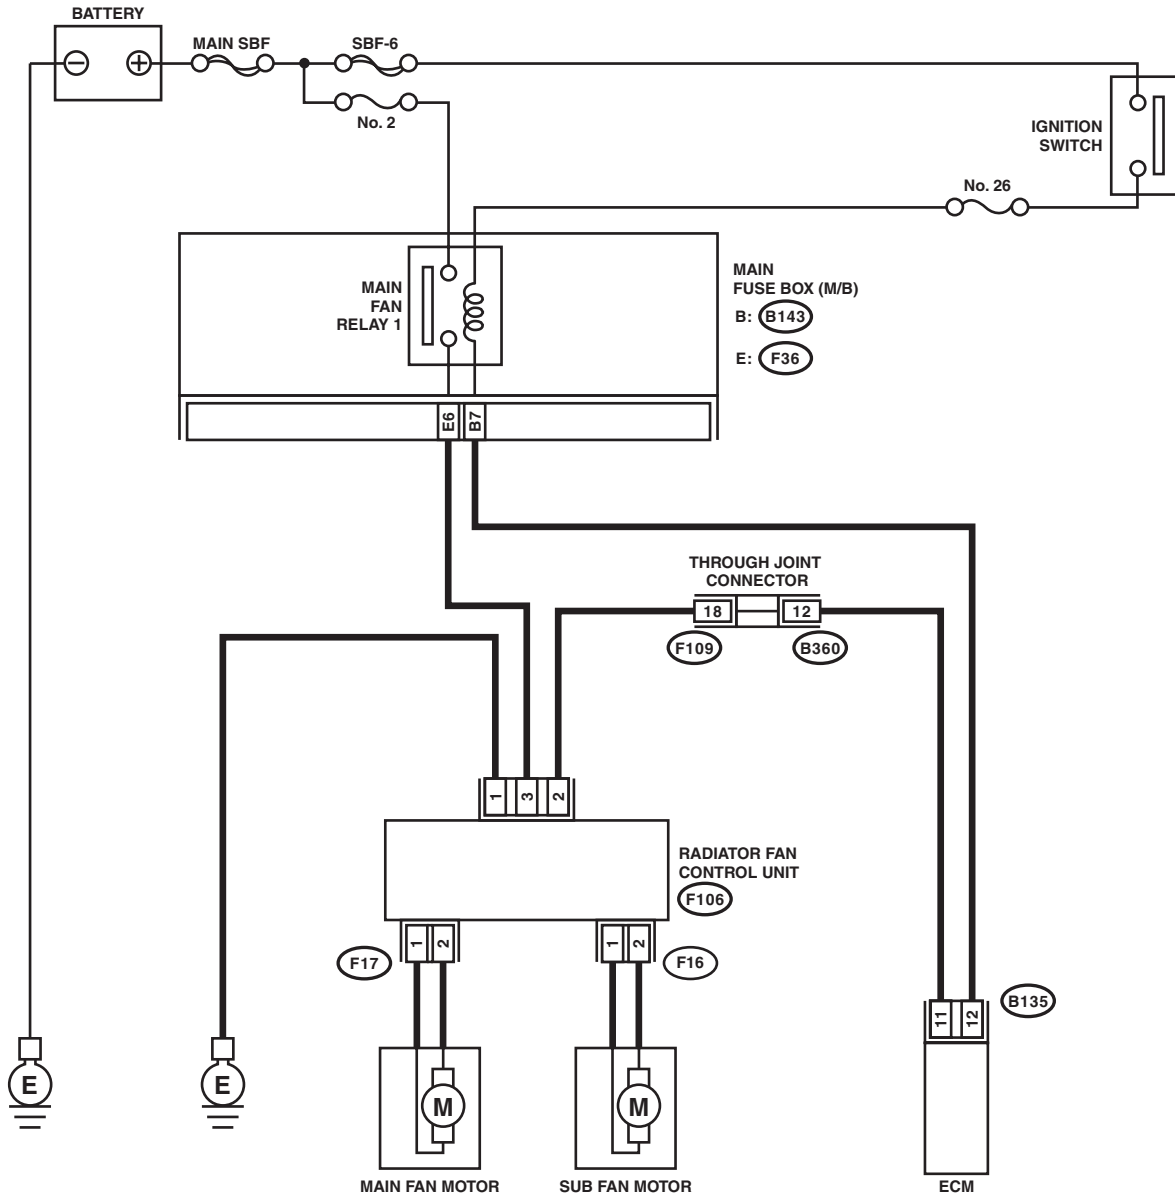 BATTERY
MAIN SBF
SBF-6
No. 2
IGNITION
SWITCH
No. 26
MAIN
FAN
RELAY 1
MAIN
FUSE BOX (M/B)
B: B143
E: F36
E6
B7
THROUGH JOINT
CONNECTOR
18
12
F109
B360
1
3
2
RADIATOR FAN
CONTROL UNIT
F106
1
2
1
2
F17
F16
B135
11
12
E
E
M
M
MAIN FAN MOTOR
SUB FAN MOTOR
ECM